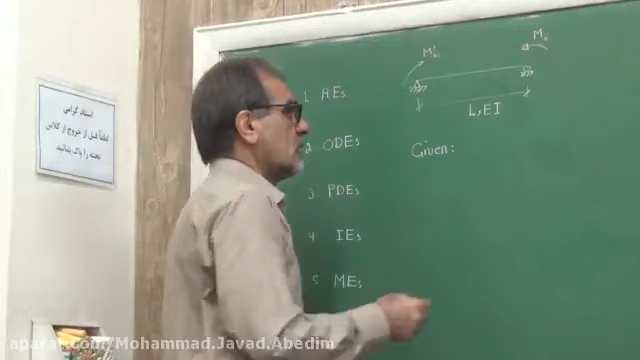 استاد گرامی
لطفاً قبل از خروج از کلاس
تخته را پاک بنمائید
1 AEs
2 ODEs
3 PDEs
4 IEs
5 MEs
L, EI
Given:
aparat.com/Mohammad.Javad.Abedim